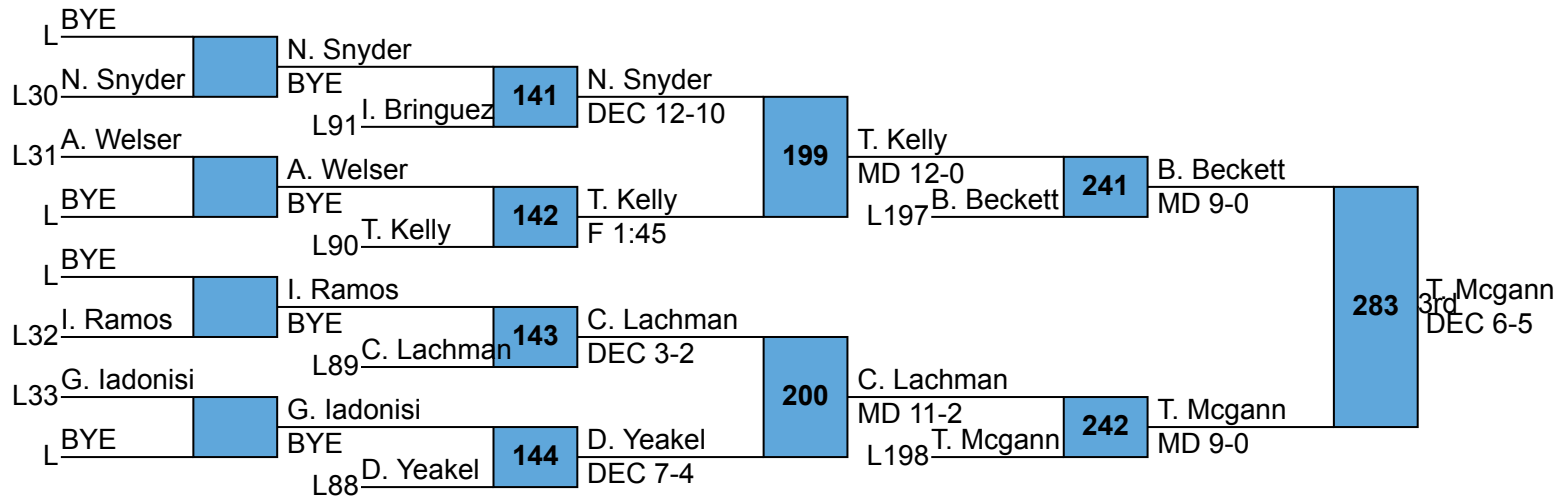 BYE
L
N. Snyder
L30
N. Snyder
BYE
I. Bringuez
L91
141
N. Snyder
DEC 12-10
A. Welser
L31
BYE
L
A. Welser
BYE
T. Kelly
L90
142
T. Kelly
F 1:45
199
T. Kelly
MD 12-0
B. Beckett
L197
241
B. Beckett
MD 9-0
BYE
L
I. Ramos
L32
I. Ramos
BYE
C. Lachman
L89
143
C. Lachman
DEC 3-2
G. Iadonisi
L33
BYE
L
G. Iadonisi
BYE
D. Yeakel
L88
144
D. Yeakel
DEC 7-4
200
C. Lachman
MD 11-2
T. Mcgann
L198
242
T. Mcgann
MD 9-0
283
3rd
T. Mcgann
DEC 6-5